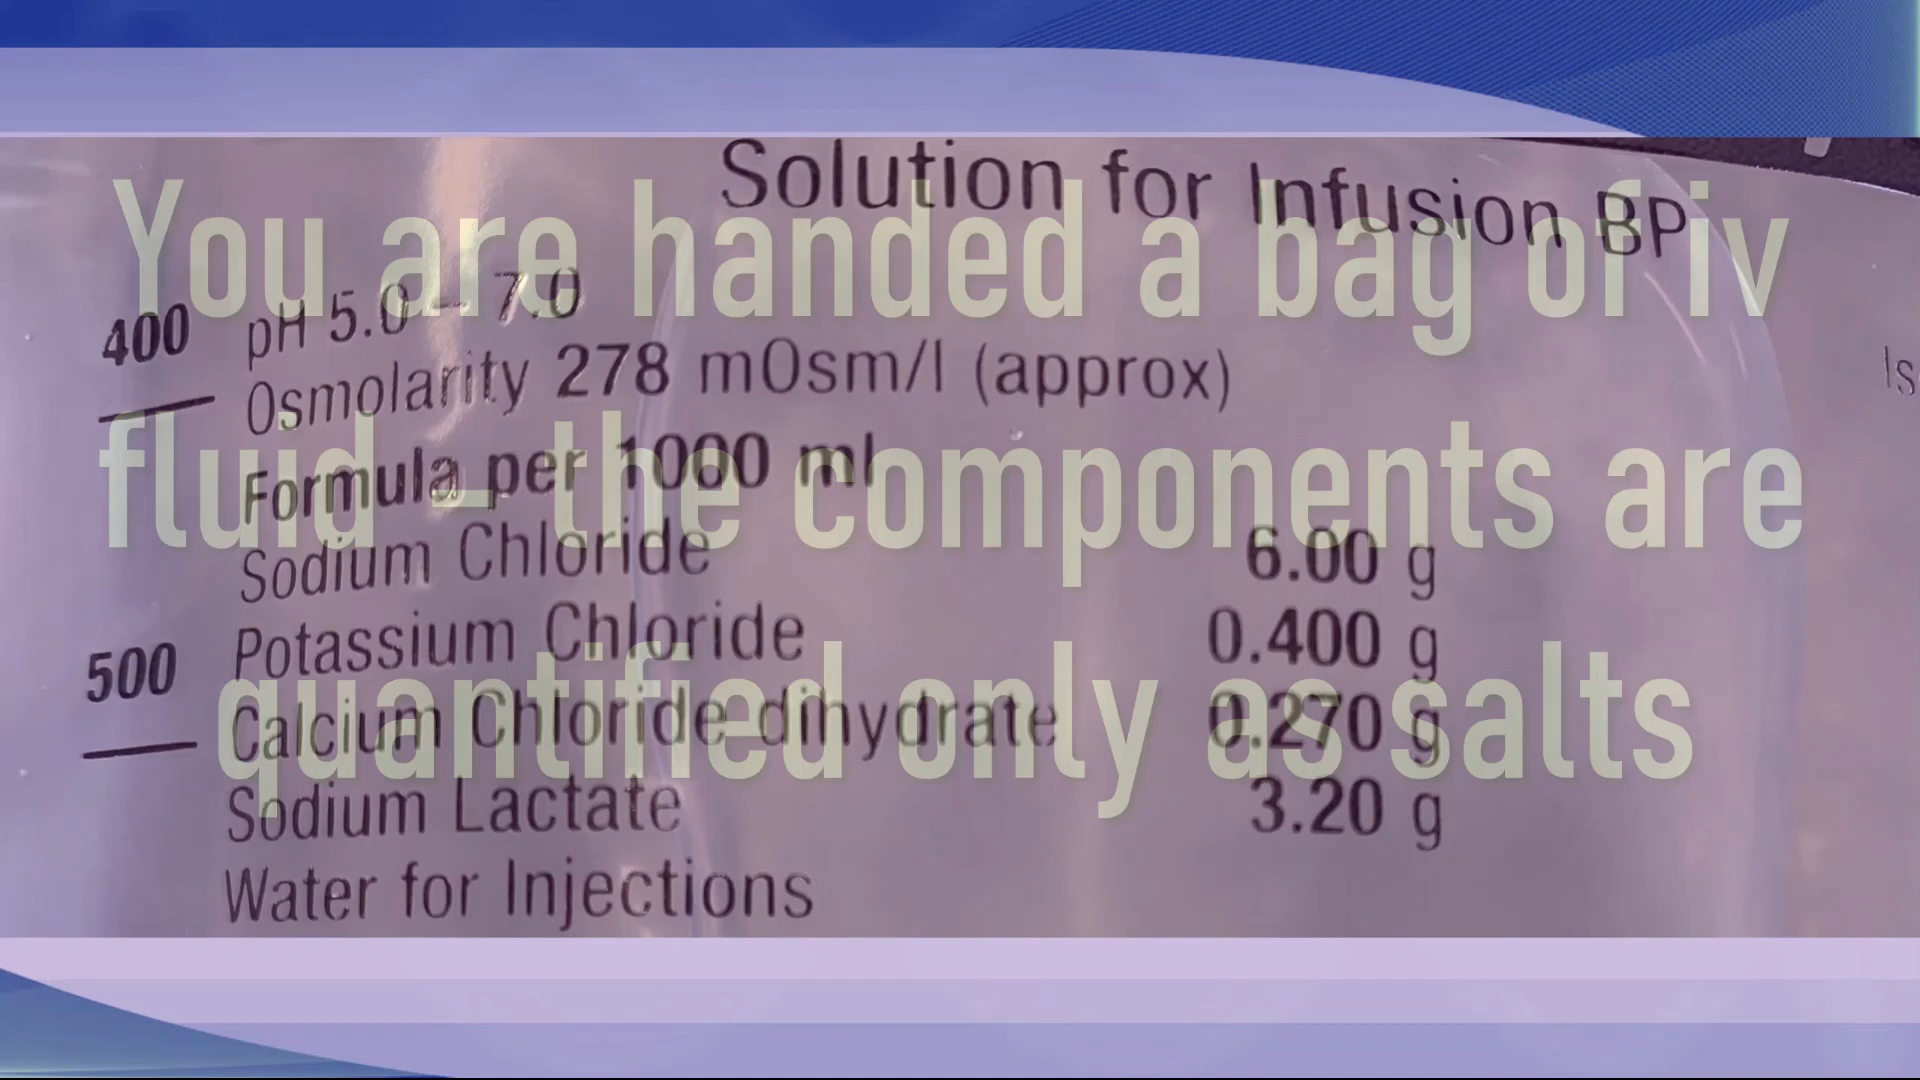 Solution for Infusion BP
You are handed a bag of iv
400 pH 5.0 - 7.0
Osmolarity 278 mOsm/l (approx)
fluid - the components are
Formula per 1000 ml
Sodium Chloride 6.00 g
Potassium Chloride 0.400 g
500
quantified only as salts
Calcium Chloride dihydrate 0.270 g
Sodium Lactate 3.20 g
Water for Injections